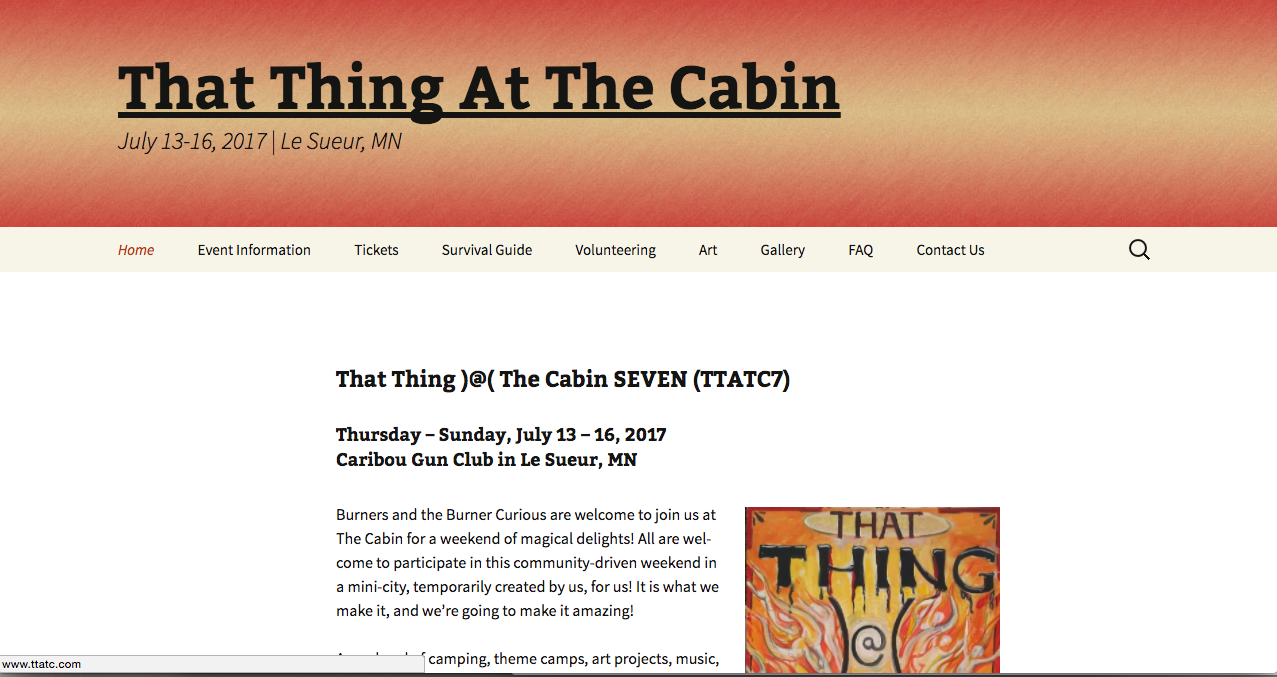 That Thing At The Cabin
July 13-16, 2017 | Le Sueur, MN
Home Event Information Tickets Survival Guide Volunteering Art Gallery FAQ Contact Us
That Thing )@( The Cabin SEVEN (TTATC7)
Thursday – Sunday, July 13 – 16, 2017
Caribou Gun Club in Le Sueur, MN
Burners and the Burner Curious are welcome to join us at
The Cabin for a weekend of magical delights! All are wel-
come to participate in this community-driven weekend in
a mini-city, temporarily created by us, for us! It is what we
make it, and we’re going to make it amazing!
THAT
THING
)@(
of camping, theme camps, art projects, music,
www.ttatc.com